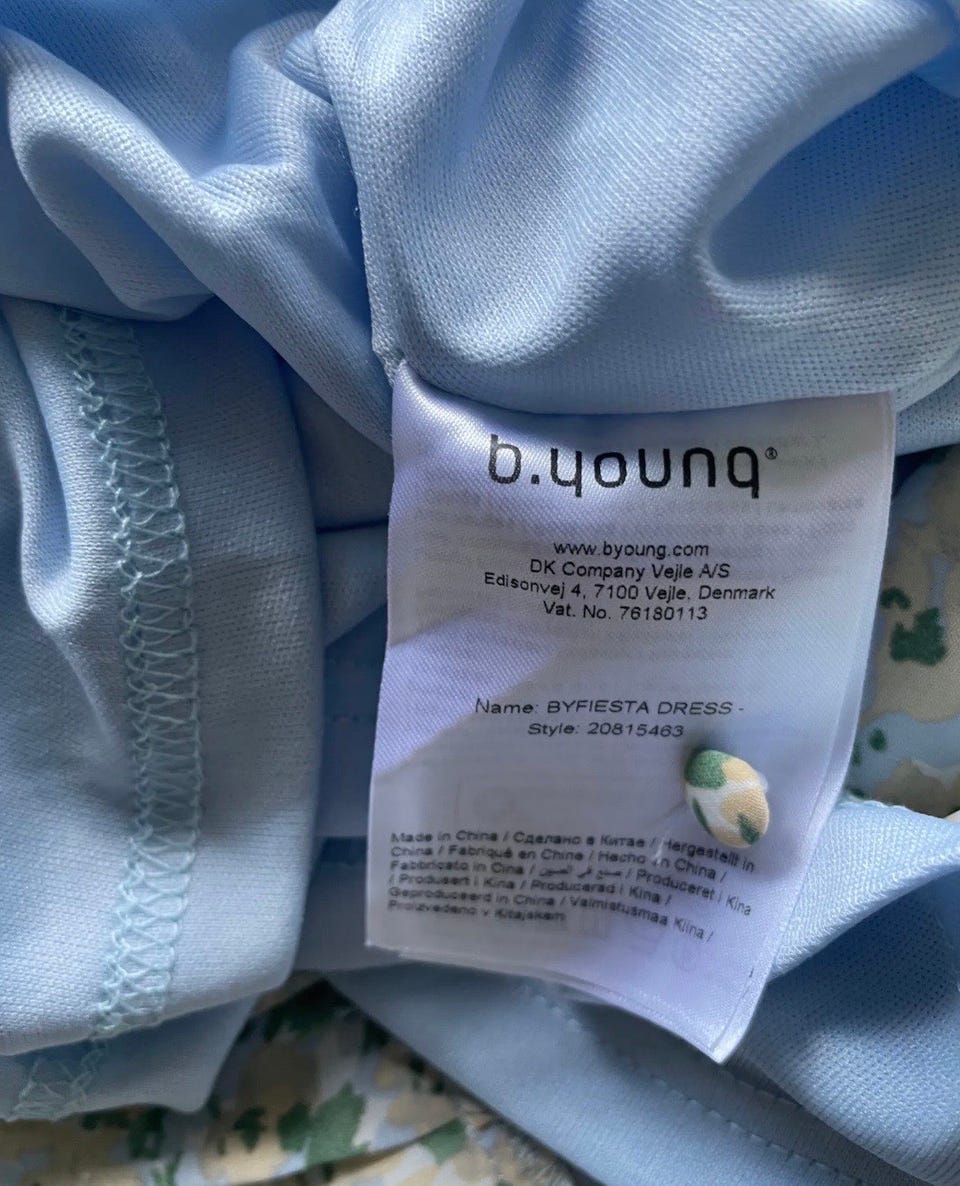 b.young®
www.byoung.com
DK Company Vejle A/S
Edisonvej 4, 7100 Vejle, Denmark
Vat. No. 76180113
Name: BYFIESTA DRESS -
Style: 20815463
Made in China / Сделано в Китае / Hergestellt in
China / Fabriqué en Chine / Hecho en China /
Fabbricato in Cina / صنع في الصين / Produceret i Kina
/ Produsert i Kina / Producerad i Kina /
Geproduceerd in China / Valmistusmaa Kiina /
Proizvedeno v Kitajskem